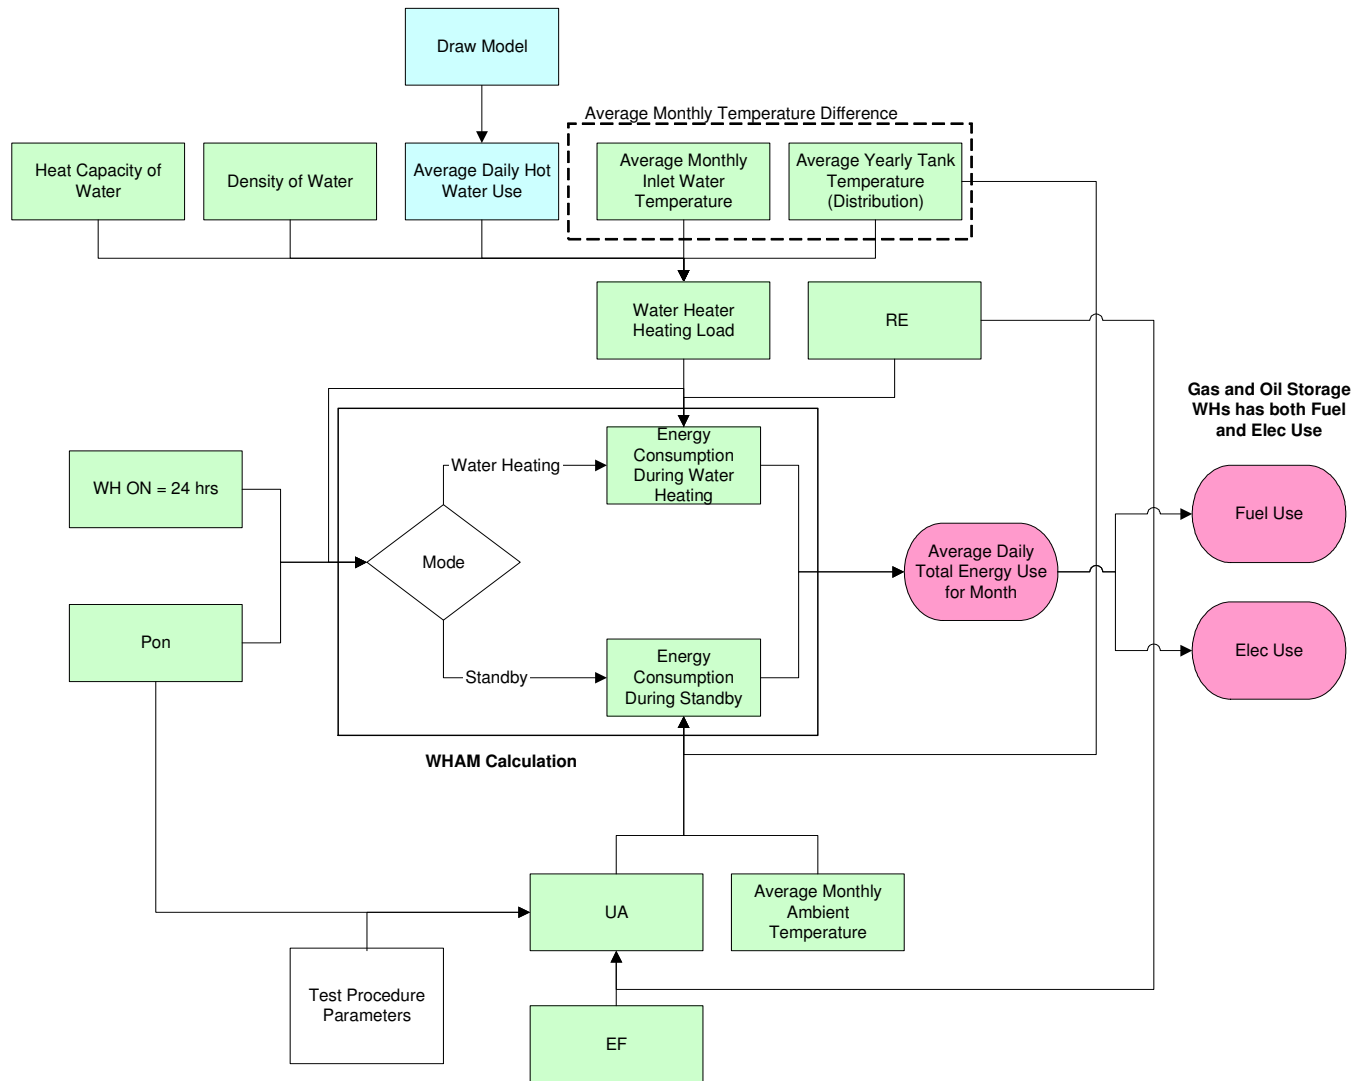 Draw Model
Average Monthly Temperature Difference
Heat Capacity of
Water
Density of Water
Average Daily Hot
Water Use
Average Monthly
Inlet Water
Temperature
Average Yearly Tank
Temperature
(Distribution)
Water Heater
Heating Load
RE
Gas and Oil Storage
WHs has both Fuel
and Elec Use
WH ON = 24 hrs
Water Heating
Energy
Consumption
During Water
Heating
Fuel Use
Mode
Average Daily
Total Energy Use
for Month
Pon
Standby
Energy
Consumption
During Standby
Elec Use
WHAM Calculation
UA
Average Monthly
Ambient
Temperature
Test Procedure
Parameters
EF